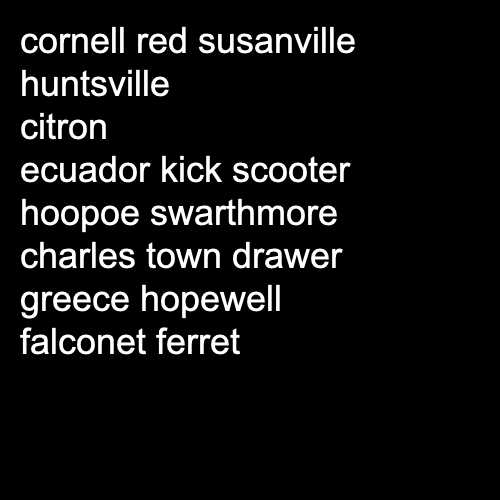 cornell red susanville
huntsville
citron
ecuador kick scooter
hoopoe swarthmore
charles town drawer
greece hopewell
falconet ferret